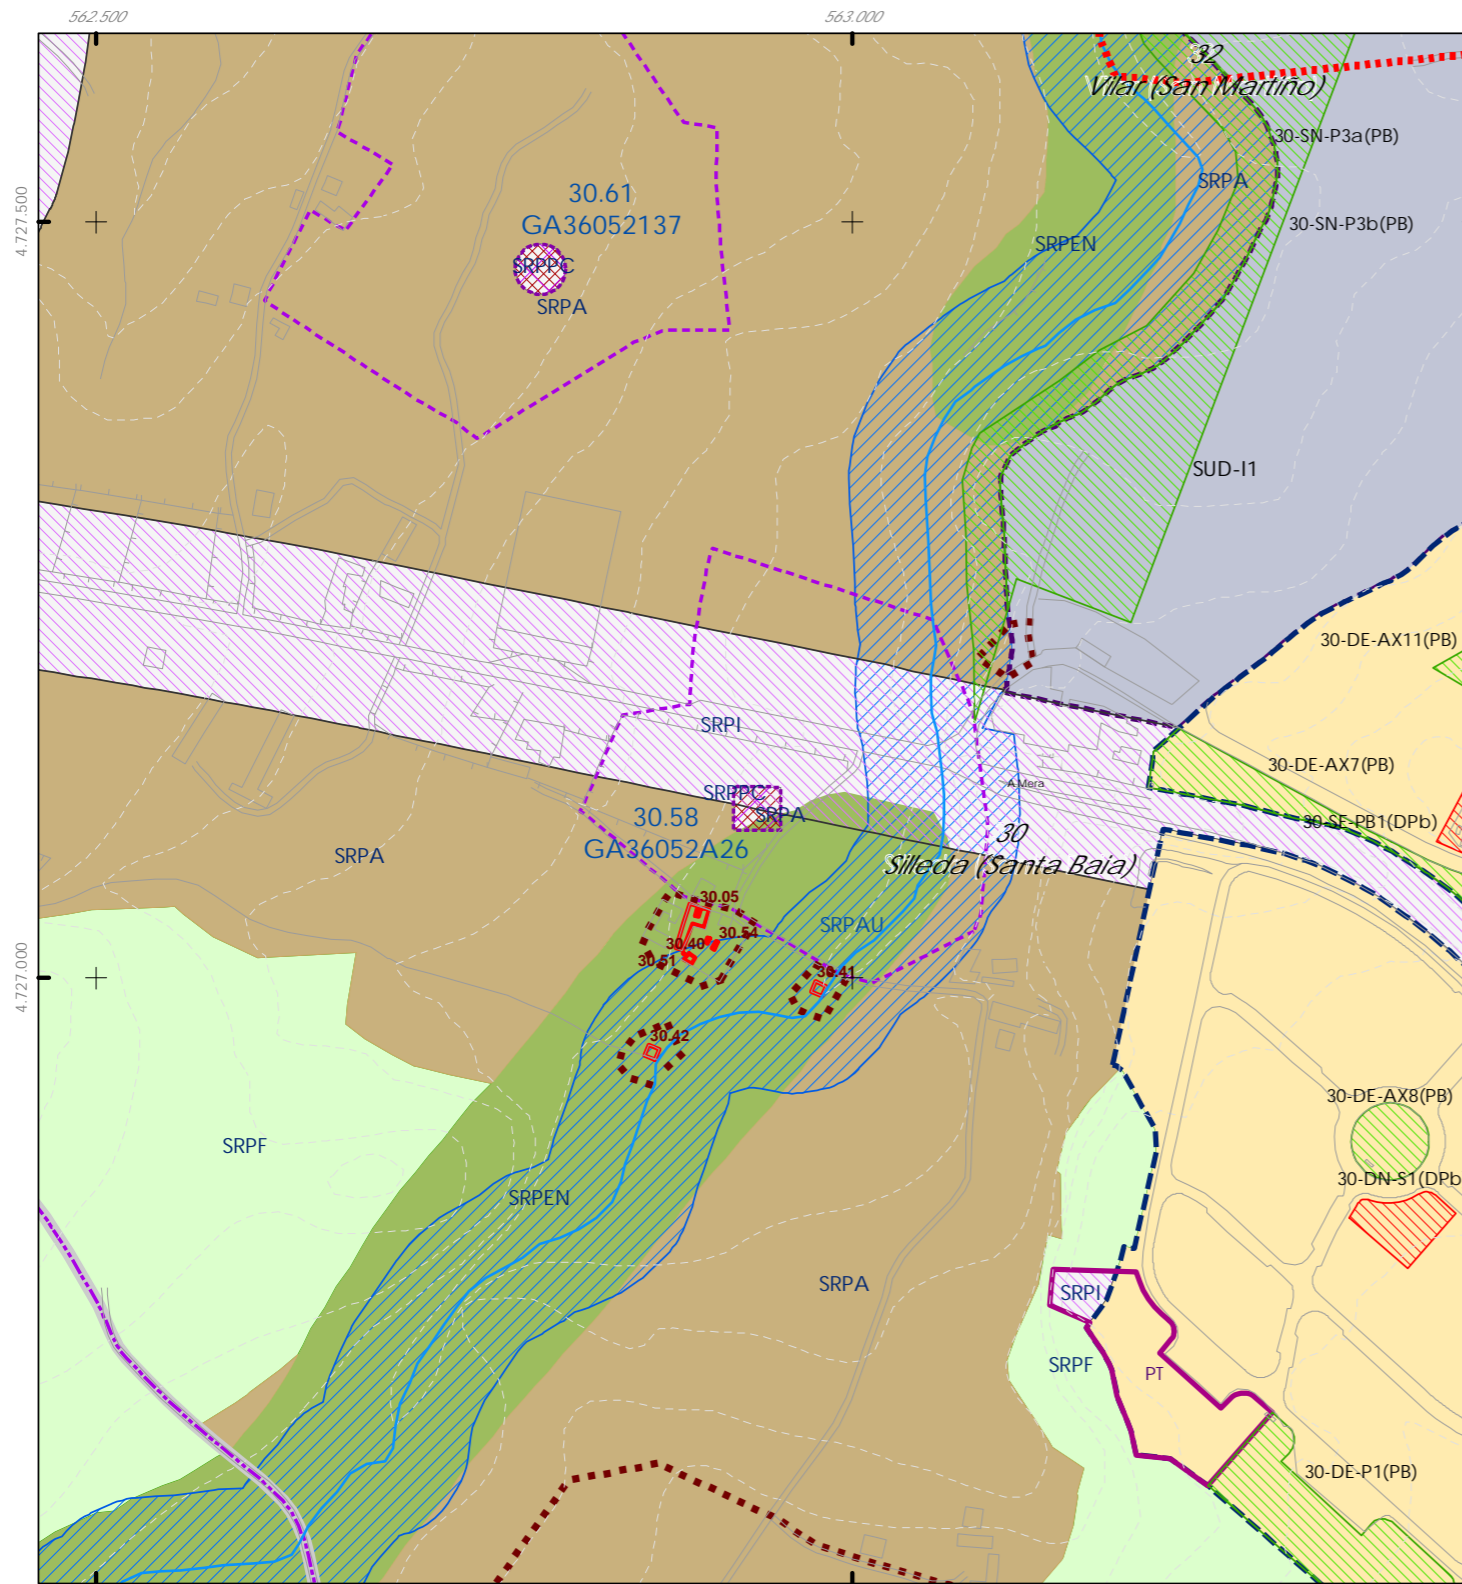 562.500
563.000
32
Vilar (San Martiño)
30-SN-P3a(PB)
SRPA
30.61
GA36052137
4.727.500
30-SN-P3b(PB)
SRPEN
SRPPC
SRPA
SUD-I1
30-DE-AX11(PB)
SRPI
30-DE-AX7(PB)
A Mera
SRPPC
30.58
SRPA
30-SE-PB1(DPb)
30
GA36052A26
SRPA
Silleda (Santa Baia)
30.05
SRPAU
30.54
30.40
30.51
30.41
4.727.000
30.42
30-DE-AX8(PB)
SRPF
30-DN-S1(DPb
SRPEN
SRPA
SRPI
SRPF
PT
30-DE-P1(PB)